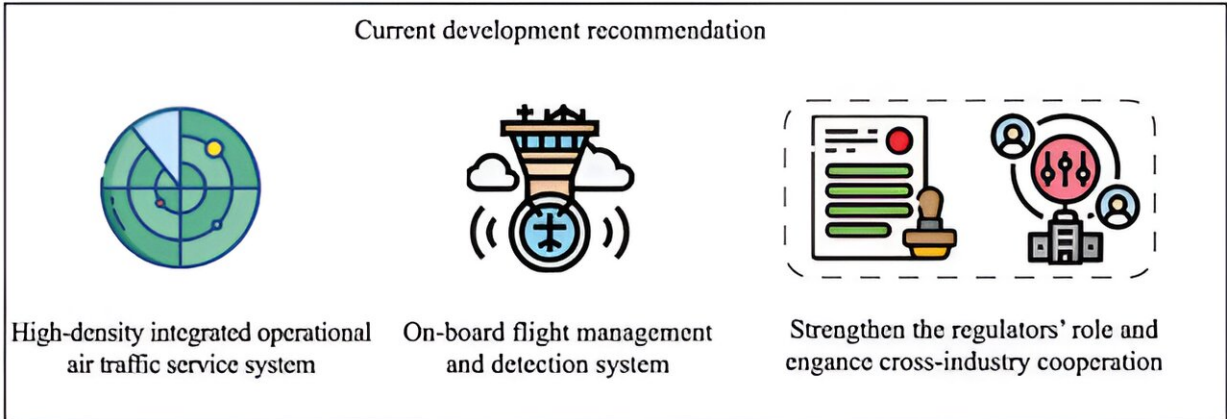 Current development recommendation
High-density integrated operational
air traffic service system
On-board flight management
and detection system
Strengthen the regulators' role and
engance cross-industry cooperation